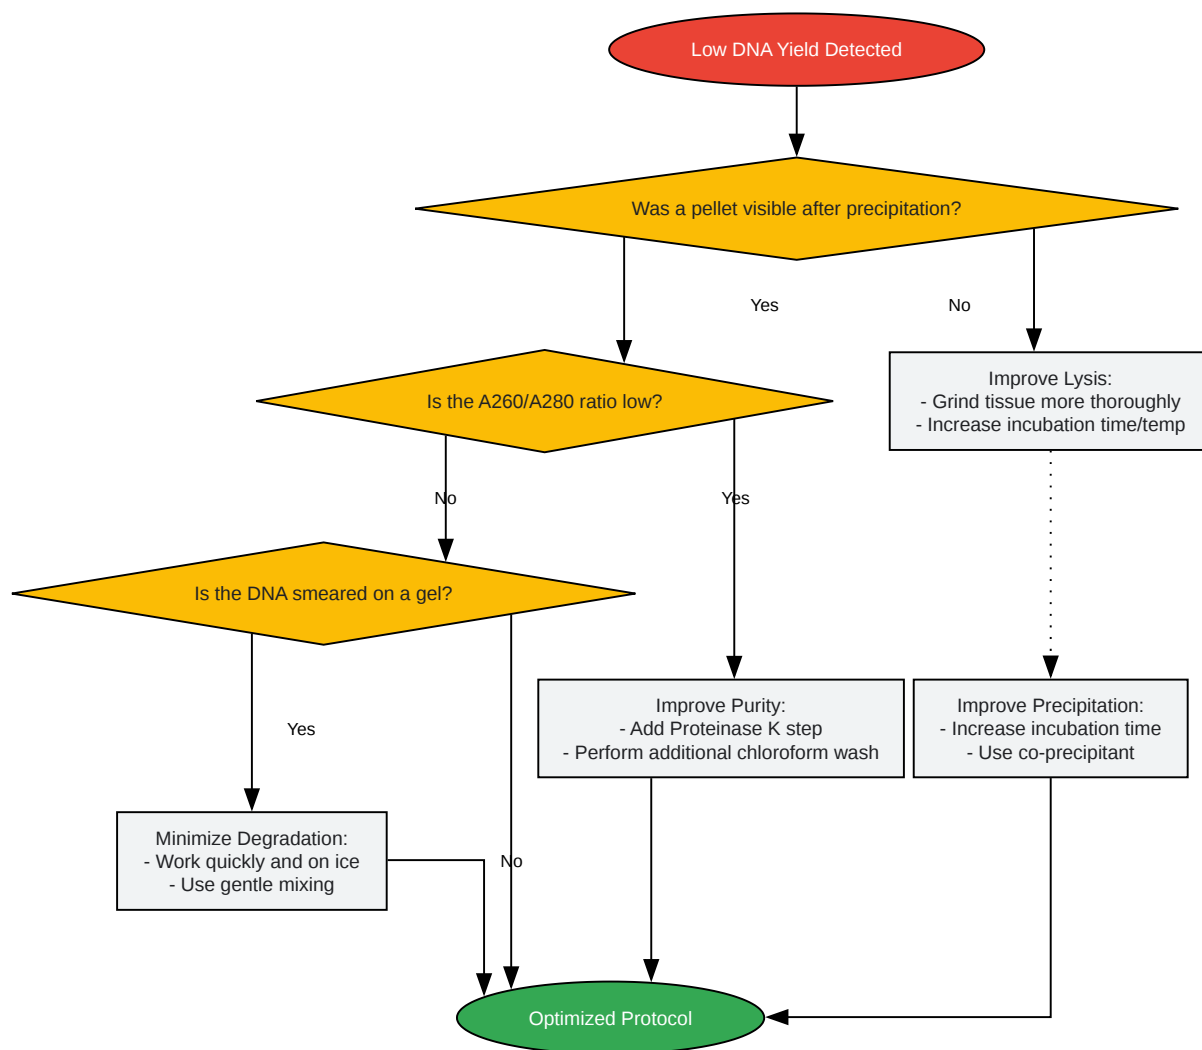 Low DNA Yield Detected
Was a pellet visible after precipitation?
Yes
No
Is the A260/A280 ratio low?
Improve Lysis:
- Grind tissue more thoroughly
- Increase incubation time/temp
No
Yes
Is the DNA smeared on a gel?
Yes
Improve Purity:
- Add Proteinase K step
- Perform additional chloroform wash
Improve Precipitation:
- Increase incubation time
- Use co-precipitant
Minimize Degradation:
- Work quickly and on ice
- Use gentle mixing
No
Optimized Protocol